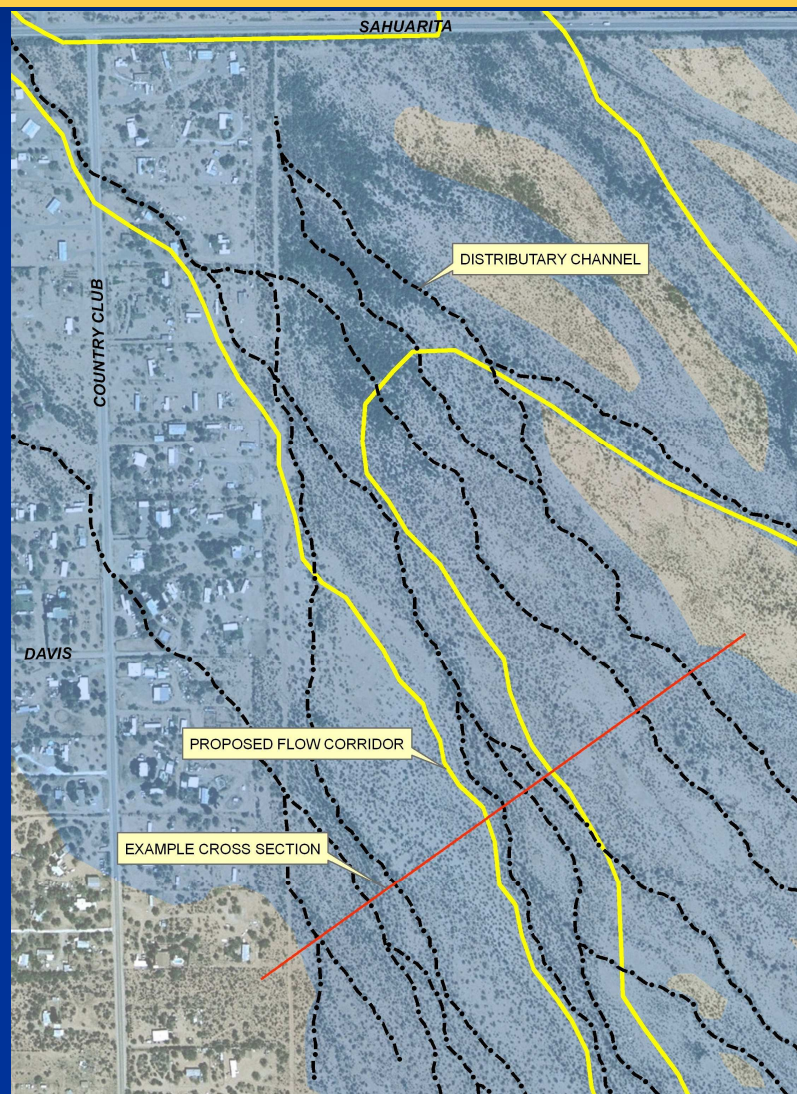 SAHUARITA
DISTRIBUTARY CHANNEL
COUNTRY CLUB
DAVIS
PROPOSED FLOW CORRIDOR
EXAMPLE CROSS SECTION